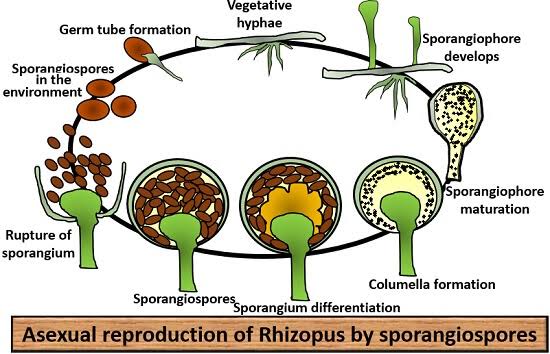 Vegetative
hyphae
Germ tube formation
Sporangiophore
develops
Sporangiospores
in the
environment
Sporangiophore
maturation
Rupture of
sporangium
Columella formation
Sporangiospores
Sporangium differentiation
Asexual reproduction of Rhizopus by sporangiospores